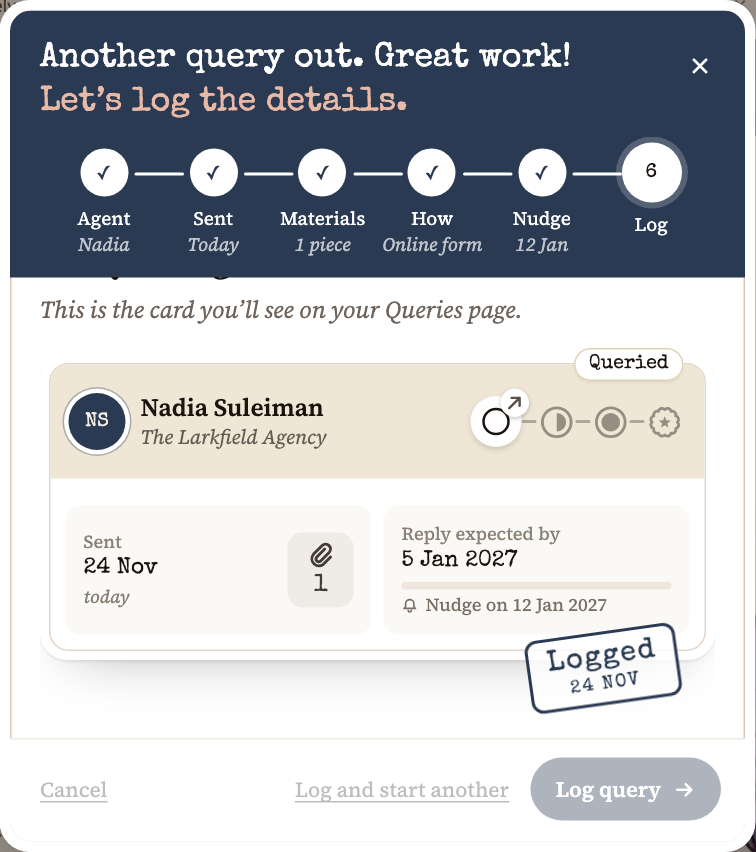 Another query out. Great work!
Let’s log the details.
6
Agent
Nadia
Sent
Today
Materials
1 piece
How
Online form
Nudge
12 Jan
Log
This is the card you’ll see on your Queries page.
Queried
NS
Nadia Suleiman
The Larkfield Agency
Sent
24 Nov
today
1
Reply expected by
5 Jan 2027
Nudge on 12 Jan 2027
Logged
24 NOV
Cancel
Log and start another
Log query